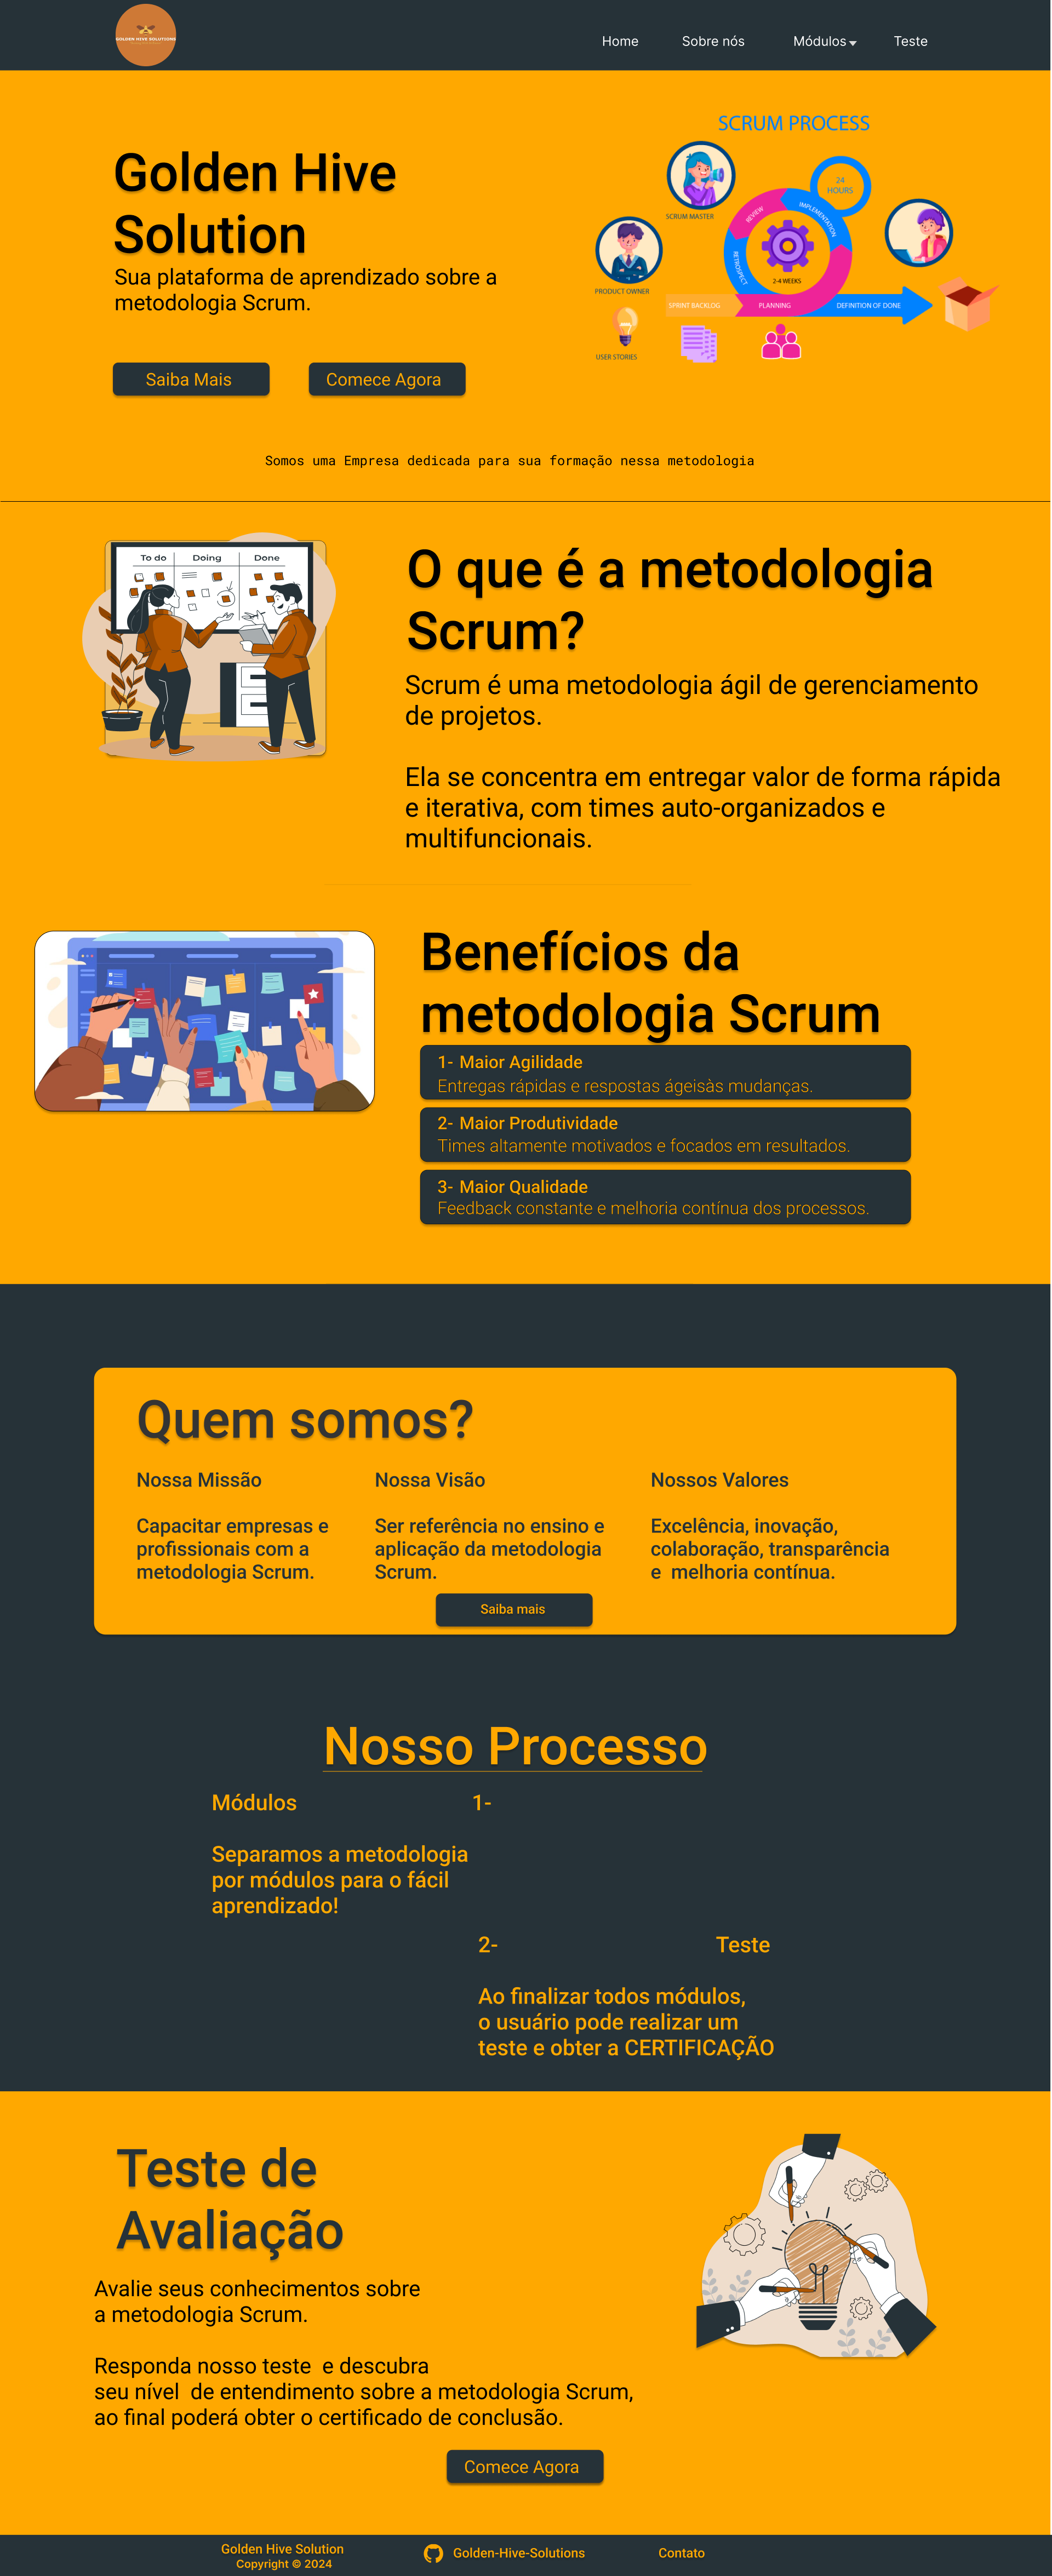 GOLDEN HIVE SOLUTIONS
Home Sobre nós Módulos Teste
Golden Hive
Solution
Sua plataforma de aprendizado sobre a
metodologia Scrum.
Saiba Mais Comece Agora
SCRUM PROCESS
24
HOURS
SCRUM MASTER
REVIEW
IMPLEMENTATION
RETROSPECT
2-4 WEEKS
PRODUCT OWNER
SPRINT BACKLOG PLANNING DEFINITION OF DONE
USER STORIES
Somos uma Empresa dedicada para sua formação nessa metodologia
To do Doing Done
O que é a metodologia
Scrum?
Scrum é uma metodologia ágil de gerenciamento
de projetos.
Ela se concentra em entregar valor de forma rápida
e iterativa, com times auto-organizados e
multifuncionais.
Benefícios da
metodologia Scrum
1- Maior Agilidade
Entregas rápidas e respostas ágeisàs mudanças.
2- Maior Produtividade
Times altamente motivados e focados em resultados.
3- Maior Qualidade
Feedback constante e melhoria contínua dos processos.
Quem somos?
Nossa Missão
Capacitar empresas e
profissionais com a
metodologia Scrum.
Nossa Visão
Ser referência no ensino e
aplicação da metodologia
Scrum.
Nossos Valores
Excelência, inovação,
colaboração, transparência
e  melhoria contínua.
Saiba mais
Nosso Processo
Módulos 1-
Separamos a metodologia
por módulos para o fácil
aprendizado!
2- Teste
Ao finalizar todos módulos,
o usuário pode realizar um
teste e obter a CERTIFICAÇÃO
Teste de
Avaliação
Avalie seus conhecimentos sobre
a metodologia Scrum.
Responda nosso teste  e descubra
seu nível  de entendimento sobre a metodologia Scrum,
ao final poderá obter o certificado de conclusão.
Comece Agora
Golden Hive Solution
Copyright © 2024
Golden-Hive-Solutions
Contato